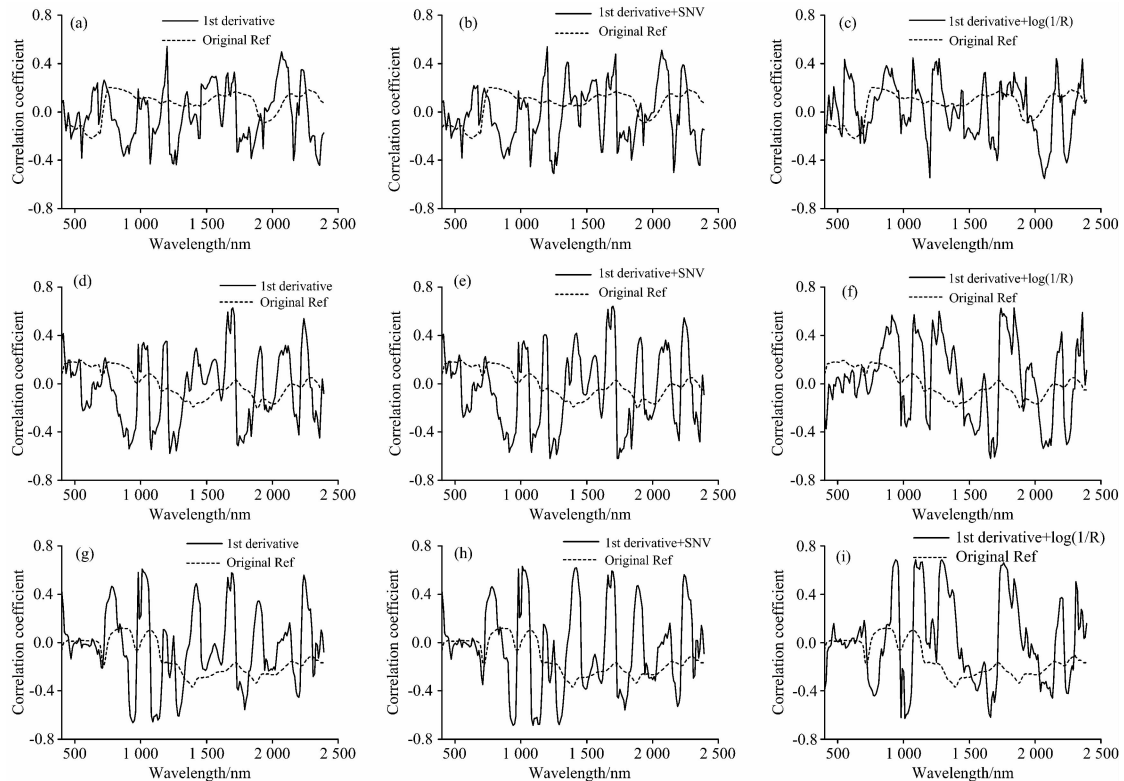 (a)
1st derivative
Original Ref
Correlation coefficient
0.8
0.4
0.0
-0.4
-0.8
500
1 000
1 500
2 000
2 500
Wavelength/nm
(b)
1st derivative+SNV
Original Ref
Correlation coefficient
0.8
0.4
0.0
-0.4
-0.8
500
1 000
1 500
2 000
2 500
Wavelength/nm
(c)
1st derivative+log(1/R)
Original Ref
Correlation coefficient
0.8
0.4
0.0
-0.4
-0.8
500
1 000
1 500
2 000
2 500
Wavelength/nm
(d)
1st derivative
Original Ref
Correlation coefficient
0.8
0.4
0.0
-0.4
-0.8
500
1 000
1 500
2 000
2 500
Wavelength/nm
(e)
1st derivative+SNV
Original Ref
Correlation coefficient
0.8
0.4
0.0
-0.4
-0.8
500
1 000
1 500
2 000
2 500
Wavelength/nm
(f)
1st derivative+log(1/R)
Original Ref
Correlation coefficient
0.8
0.4
0.0
-0.4
-0.8
500
1 000
1 500
2 000
2 500
Wavelength/nm
(g)
1st derivative
Original Ref
Correlation coefficient
0.8
0.4
0.0
-0.4
-0.8
500
1 000
1 500
2 000
2 500
Wavelength/nm
(h)
1st derivative+SNV
Original Ref
Correlation coefficient
0.8
0.4
0.0
-0.4
-0.8
500
1 000
1 500
2 000
2 500
Wavelength/nm
(i)
1st derivative+log(1/R)
Original Ref
Correlation coefficient
0.8
0.4
0.0
-0.4
-0.8
500
1 000
1 500
2 000
2 500
Wavelength/nm